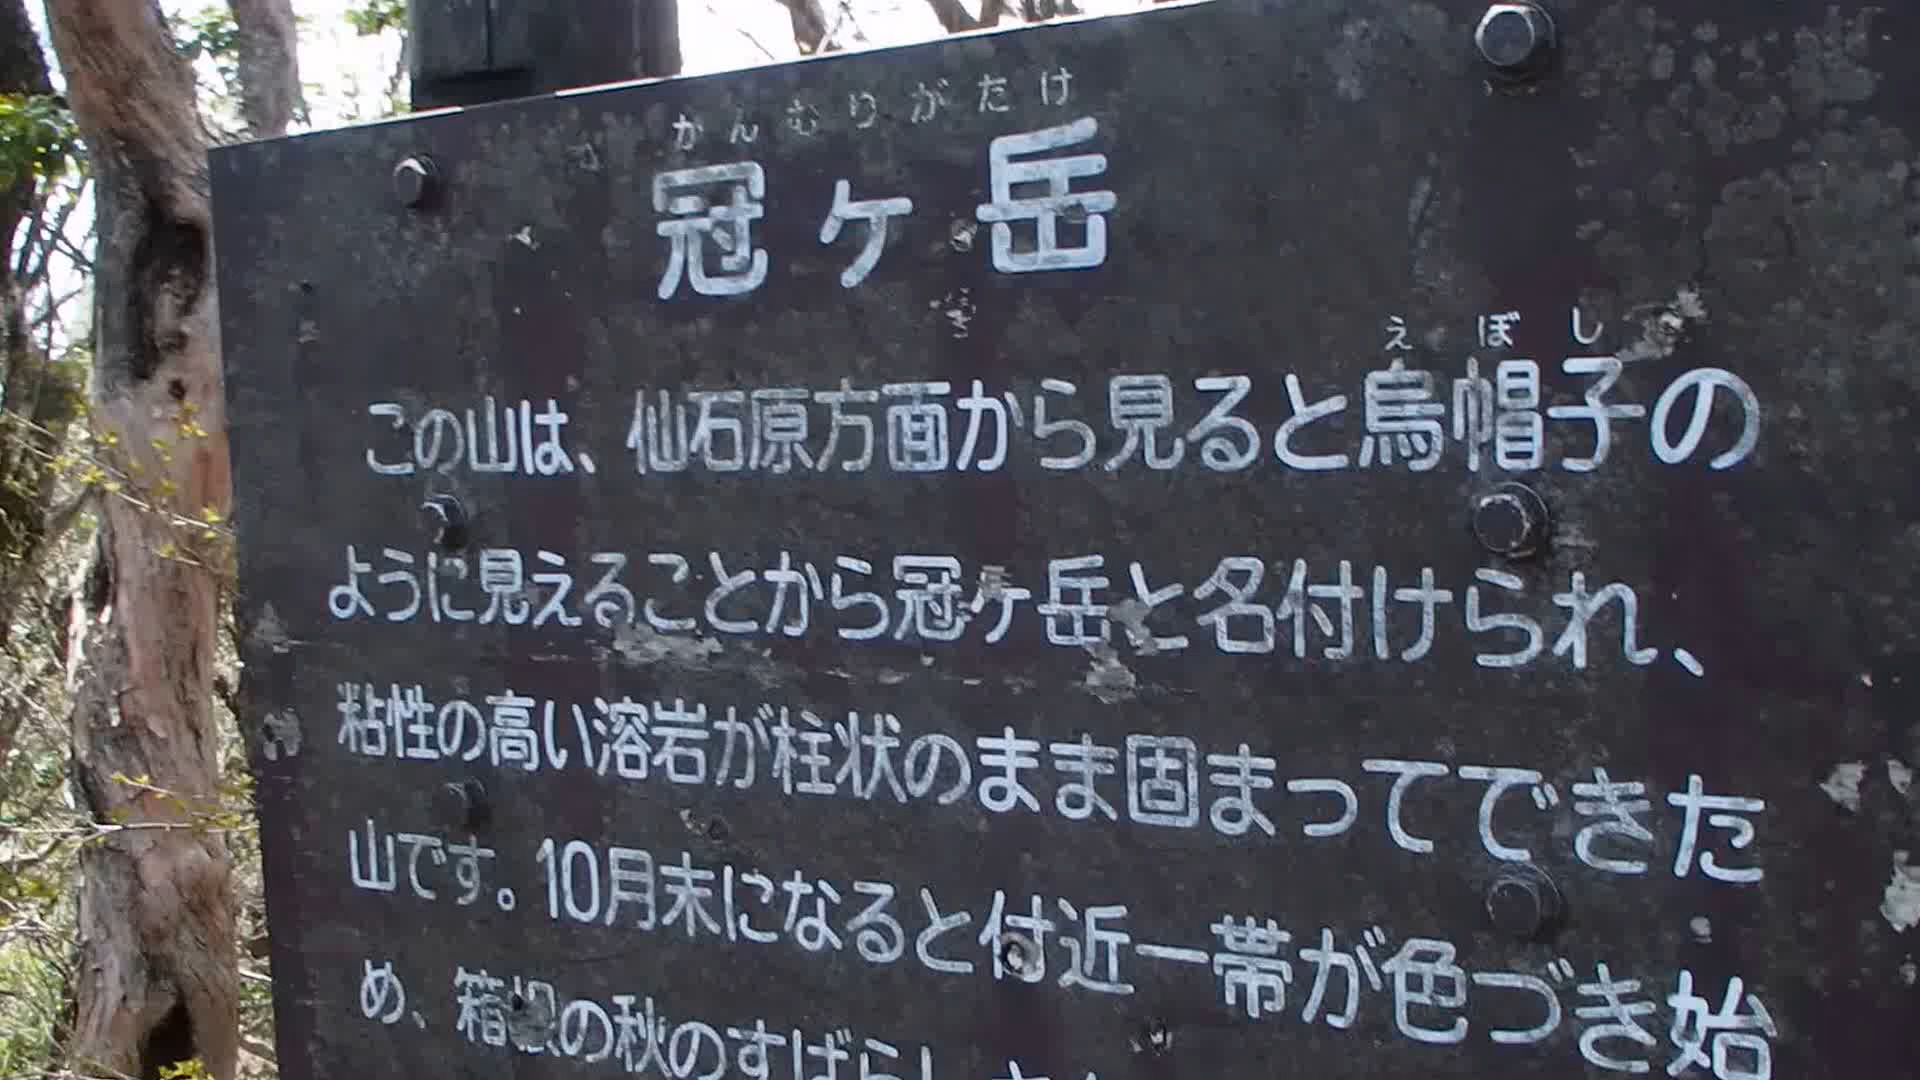 かんむりがたけ
冠ヶ岳
えぼし
この山は、仙石原方面から見ると烏帽子の
ように見えることから冠ヶ岳と名付けられ、
粘性の高い溶岩が柱状のまま固まってできた
山です。10月末になると付近一帯が色づき始
め、箱根の秋のすばらしさ